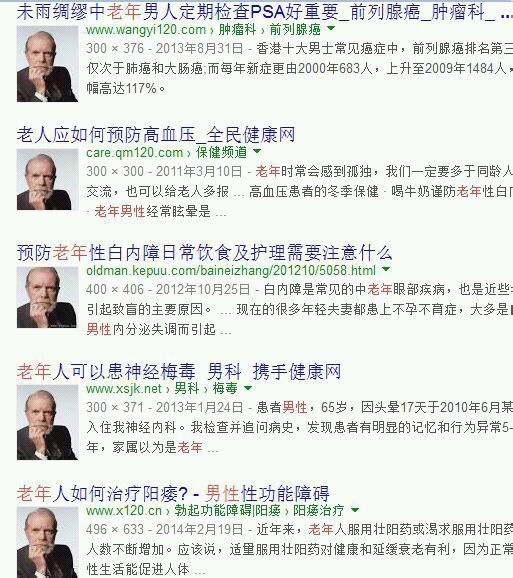 未雨绸缪中老年男人定期检查PSA好重要_前列腺癌_肿瘤科_ ...
www.wangyi120.com › 肿瘤科 › 前列腺癌
300 × 376 - 2013年8月31日 - 香港十大男士常见癌症中，前列腺癌排名第三
仅次于肺癌和大肠癌;而每年新症更由2000年683人，上升至2009年1484人，
幅高达117%。
老人应如何预防高血压_全民健康网
care.qm120.com › 保健频道
300 × 300 - 2011年3月10日 - 老年时常会感到孤独，我们一定要多于同龄人
交流，也可以给老人多报 ... 高血压患者的冬季保健 · 喝牛奶谨防老年性白内
· 老年男性经常眩晕是 ...
预防老年性白内障日常饮食及护理需要注意什么
oldman.kepuu.com/baineizhang/201210/5058.html
400 × 406 - 2012年10月25日 - 白内障是常见的中老年眼部疾病，也是近些
引起致盲的主要原因。 ... 现在的很多年轻夫妻都患上不孕不育症，大多是
男性内分泌失调而引起 ...
老年人可以患神经梅毒_男科_携手健康网
www.xsjk.net › 男科 › 梅毒
300 × 371 - 2013年1月24日 - 患者男性，65岁，因头晕17天于2010年6月某
入住我神经内科。我检查并追问病史，发现患者有明显的记忆和行为异常5-
年，家属以为是老年 ...
老年人如何治疗阳痿? - 男性性功能障碍
www.x120.cn › 勃起功能障碍|阳痿 › 阳痿治疗
496 × 633 - 2014年2月19日 - 近年来，老年人服用壮阳药或渴求服用壮阳药
人数不断增加。应该说，适量服用壮阳药对健康和延缓衰老有利，因为正常
性生活能促进人体 ...